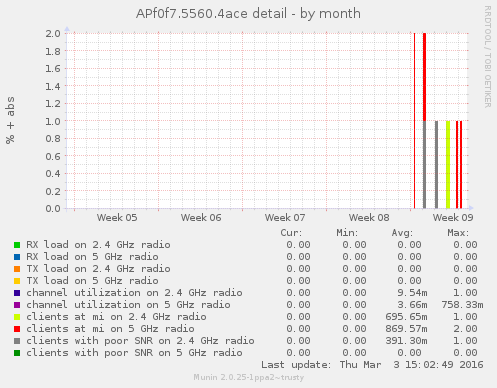 APf0f7.5560.4ace detail - by month
RRDTOOL / TOBI OETIKER
% + abs
2.0
1.8
1.6
1.4
1.2
1.0
0.8
0.6
0.4
0.2
0.0
Week 05 Week 06 Week 07 Week 08 Week 09
Cur: Min: Avg: Max:
RX load on 2.4 GHz radio 0.00 0.00 0.00 0.00
RX load on 5 GHz radio 0.00 0.00 0.00 0.00
TX load on 2.4 GHz radio 0.00 0.00 0.00 0.00
TX load on 5 GHz radio 0.00 0.00 0.00 0.00
channel utilization on 2.4 GHz radio 0.00 0.00 9.54m 1.00
channel utilization on 5 GHz radio 0.00 0.00 3.66m 758.33m
clients at mi on 2.4 GHz radio 0.00 0.00 695.65m 1.00
clients at mi on 5 GHz radio 0.00 0.00 869.57m 2.00
clients with poor SNR on 2.4 GHz radio 0.00 0.00 391.30m 1.00
clients with poor SNR on 5 GHz radio 0.00 0.00 0.00 0.00
Last update: Thu Mar 3 15:02:49 2016
Munin 2.0.25-1ppa2~trusty